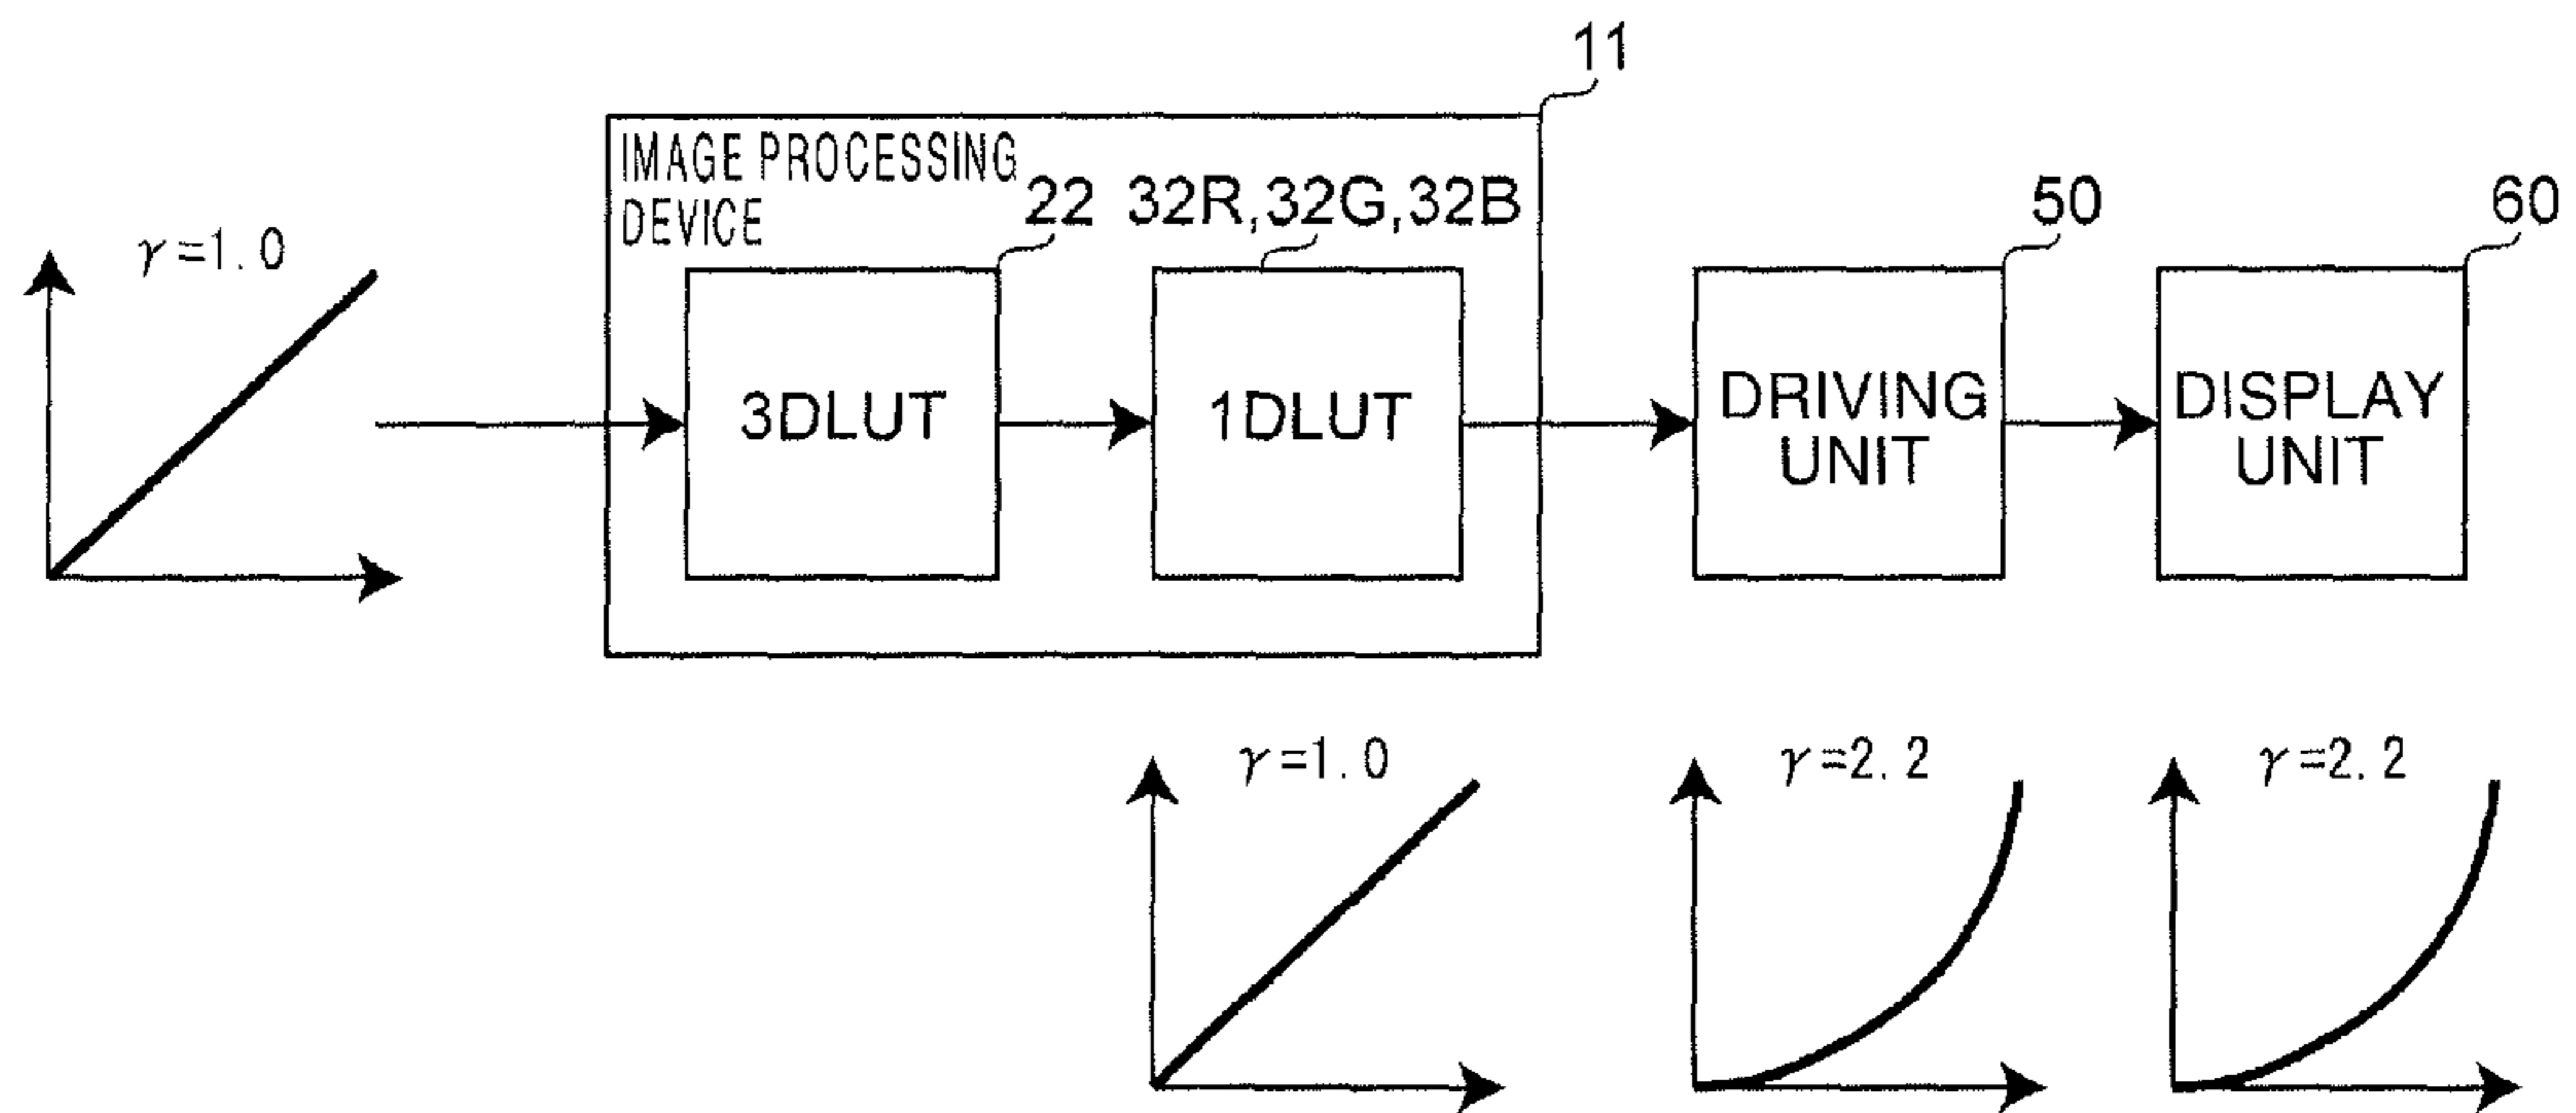 11
IMAGE PROCESSING
DEVICE
22
32R,32G,32B
50
60
γ=1.0
3DLUT
1DLUT
DRIVING
UNIT
DISPLAY
UNIT
γ=1.0
γ=2.2
γ=2.2